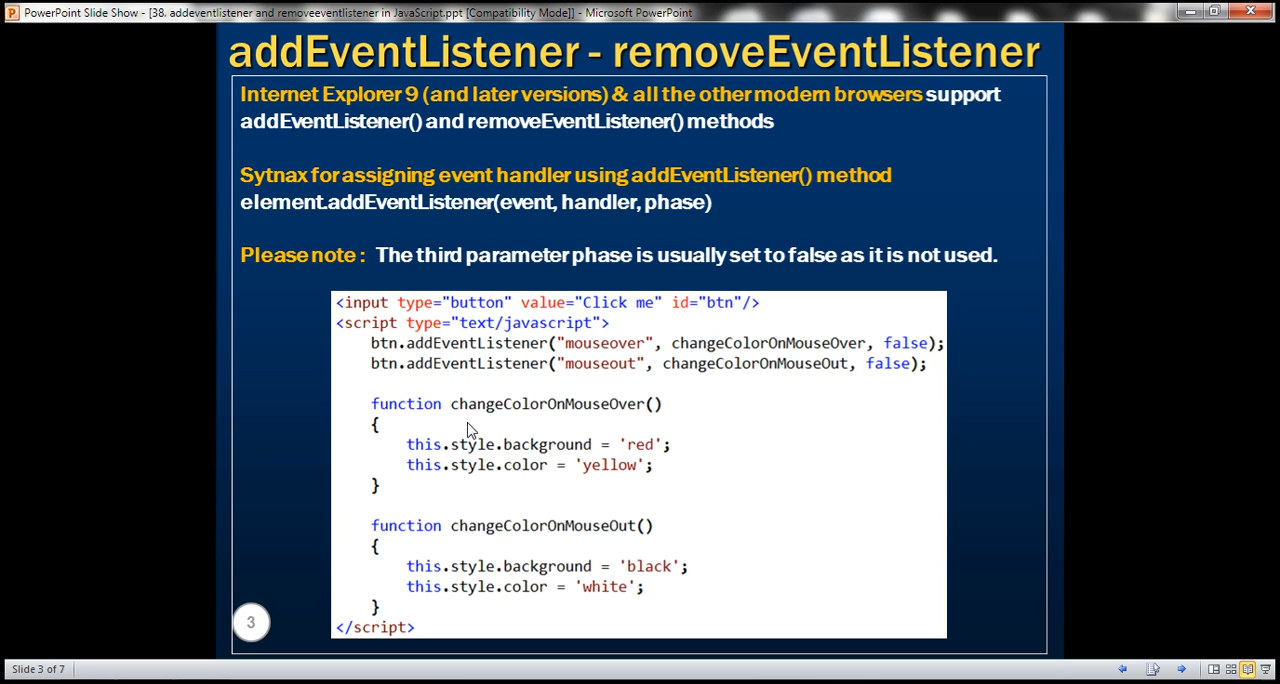 PowerPoint Slide Show - [38. addeventlistener and removeeventlistener in JavaScript.ppt [Compatibility Mode]] - Microsoft PowerPoint
addEventListener - removeEventListener
Internet Explorer 9 (and later versions) & all the other modern browsers support
addEventListener() and removeEventListener() methods
Sytnax for assigning event handler using addEventListener() method
element.addEventListener(event, handler, phase)
Please note : The third parameter phase is usually set to false as it is not used.
<input type="button" value="Click me" id="btn"/>
<script type="text/javascript">
btn.addEventListener("mouseover", changeColorOnMouseOver, false);
btn.addEventListener("mouseout", changeColorOnMouseOut, false);
function changeColorOnMouseOver()
{
this.style.background = 'red';
this.style.color = 'yellow';
}
function changeColorOnMouseOut()
{
this.style.background = 'black';
this.style.color = 'white';
}
</script>
3
Slide 3 of 7